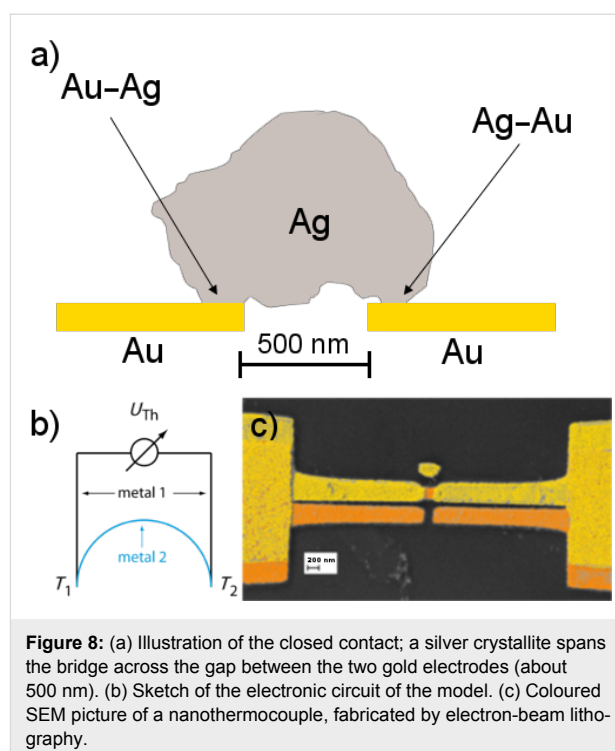 a)
Au–Ag
Ag–Au
Ag
Au
500 nm
Au
b)
U_Th
metal 1
metal 2
T_1
T_2
c)
200 nm
Figure 8: (a) Illustration of the closed contact; a silver crystallite spans
the bridge across the gap between the two gold electrodes (about
500 nm). (b) Sketch of the electronic circuit of the model. (c) Coloured
SEM picture of a nanothermocouple, fabricated by electron-beam litho-
graphy.